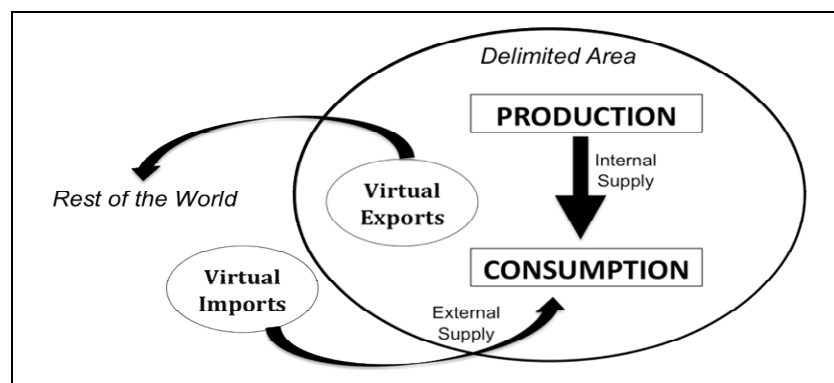 Delimited Area
PRODUCTION
Internal
Supply
Rest of the World
Virtual
Exports
CONSUMPTION
Virtual
Imports
External
Supply